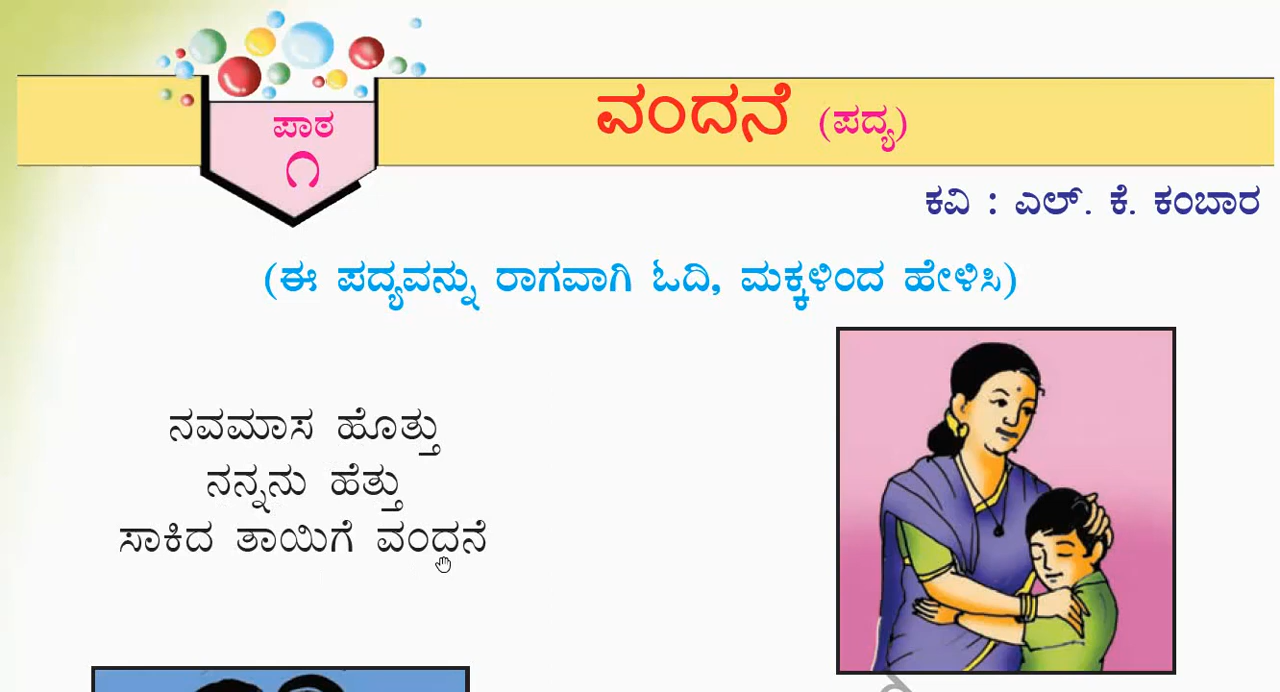 ಪಾಠ
೧
ವಂದನೆ (ಪದ್ಯ)
ಕವಿ : ಎಲ್. ಕೆ. ಕಂಬಾರ
(ಈ ಪದ್ಯವನ್ನು ರಾಗವಾಗಿ ಓದಿ, ಮಕ್ಕಳಿಂದ ಹೇಳಿಸಿ)
ನವಮಾಸ ಹೊತ್ತು
ನನ್ನನು ಹೆತ್ತು
ಸಾಕಿದ ತಾಯಿಗೆ ವಂದನೆ